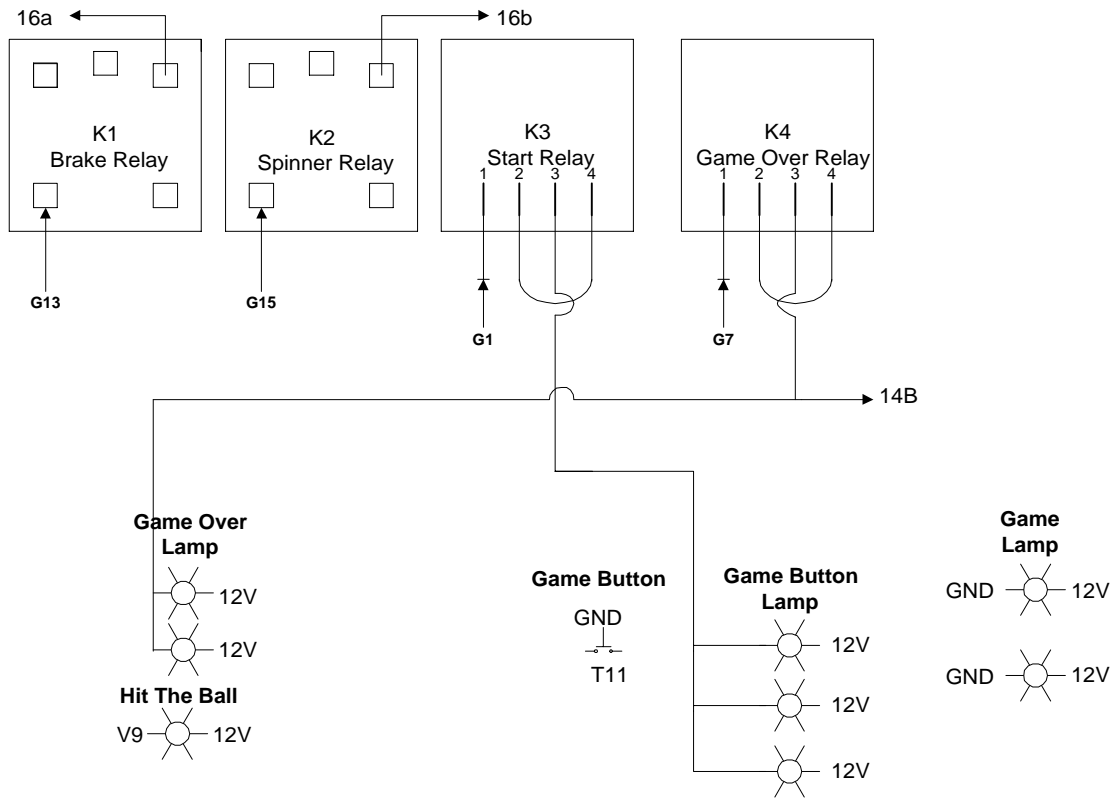 16a
16b
K1
Brake Relay
K2
Spinner Relay
K3
Start Relay
1 2 3 4
K4
Game Over Relay
1 2 3 4
G13
G15
G1
G7
14B
Game Over
Lamp
12V
12V
Hit The Ball
V9 12V
Game Button
GND
T11
Game Button
Lamp
12V
12V
12V
Game
Lamp
GND 12V
GND 12V